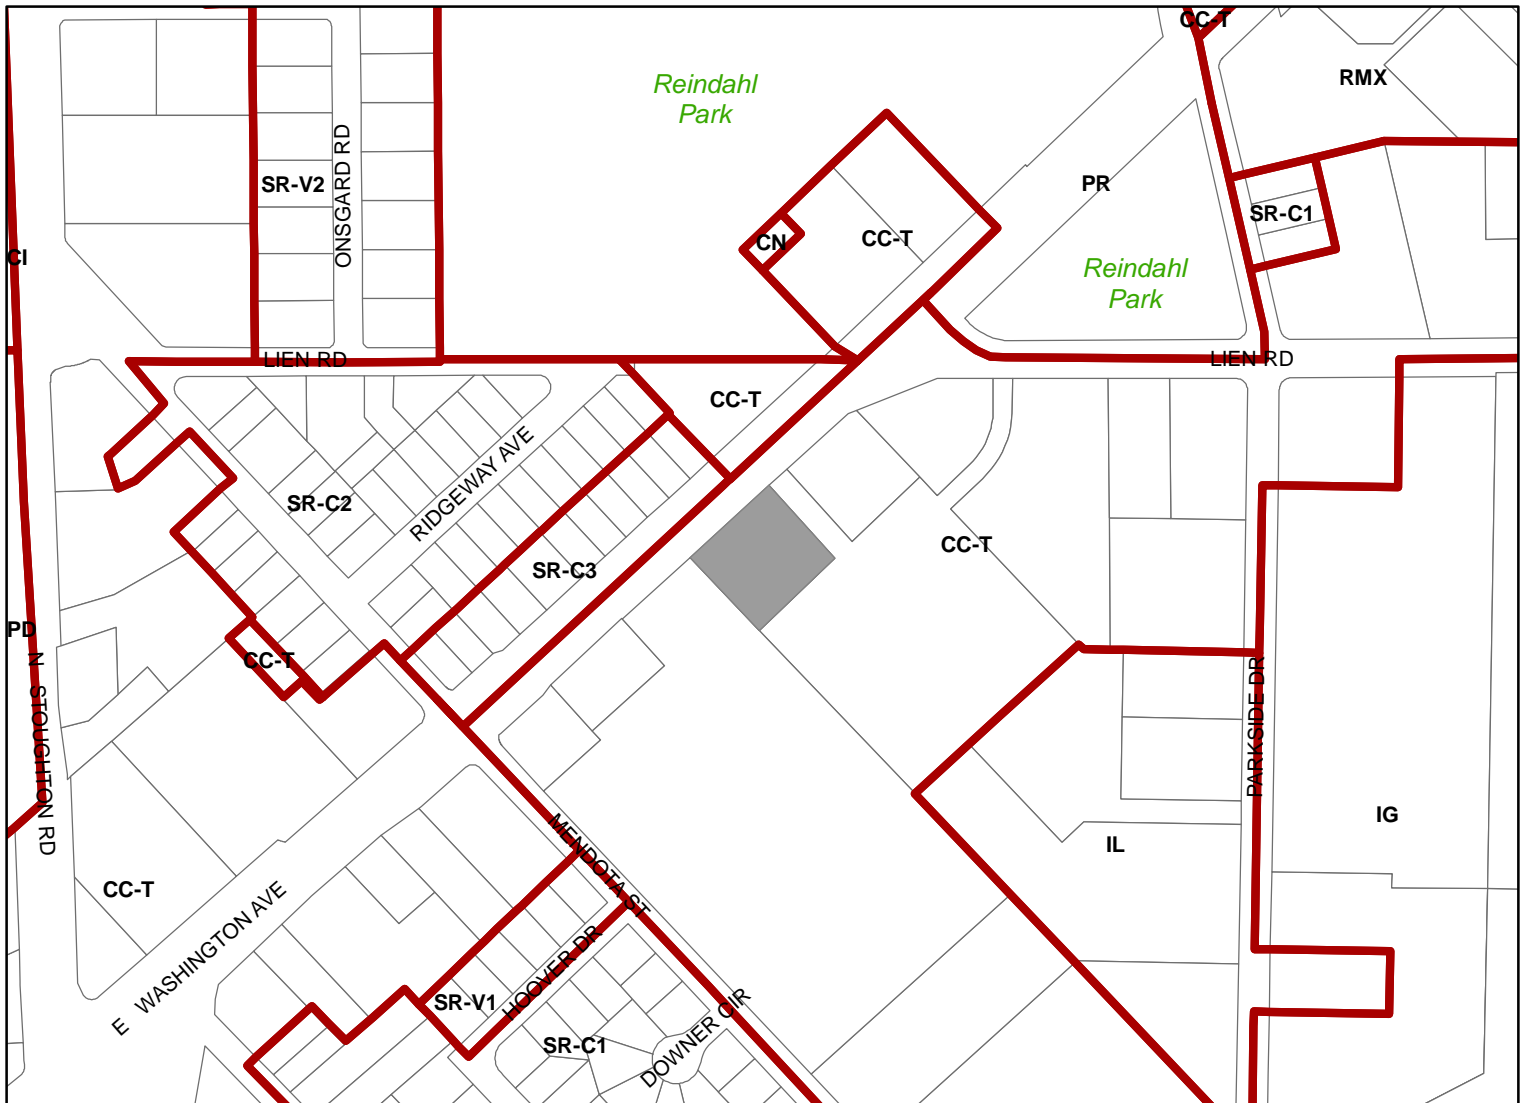 CC-T
RMX
Reindahl
Park
SR-V2
ONSGARD RD
PR
SR-C1
CN
CC-T
CI
Reindahl
Park
LIEN RD
LIEN RD
CC-T
RIDGEWAY AVE
SR-C2
CC-T
SR-C3
PD
CC-T
N STOUGHTON RD
PARKSIDE DR
IG
IL
MENDOTA ST
CC-T
E WASHINGTON AVE
HOOVER DR
SR-V1
SR-C1
DOWNER CIR